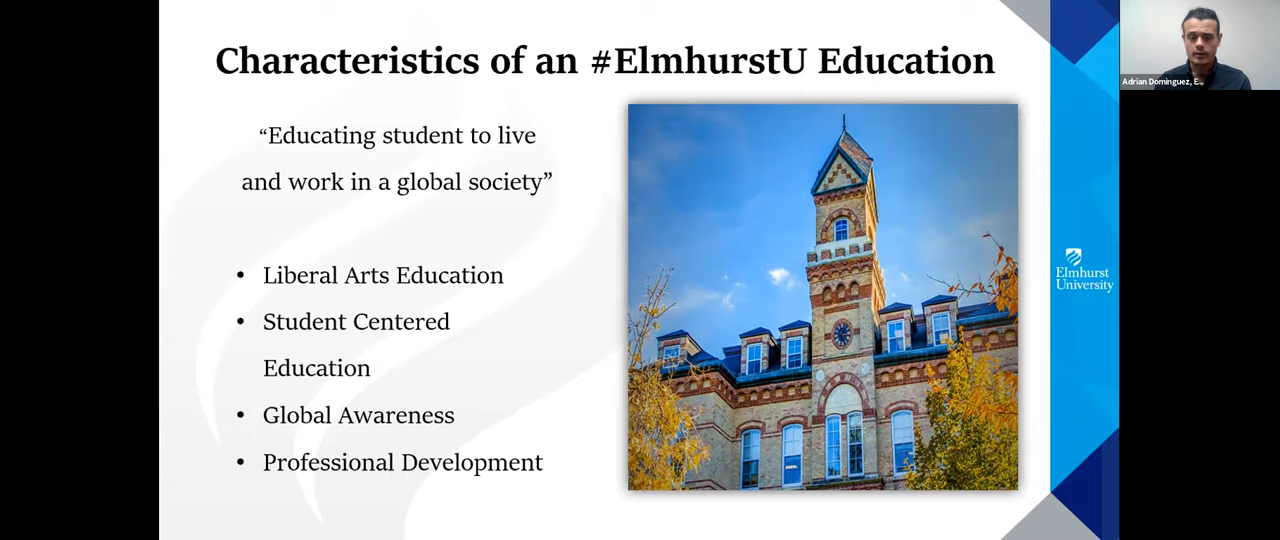 Characteristics of an #ElmhurstU Education
“Educating student to live
and work in a global society”
• Liberal Arts Education
• Student Centered
Education
• Global Awareness
• Professional Development
Elmhurst
University
Adrian Dominguez, E...